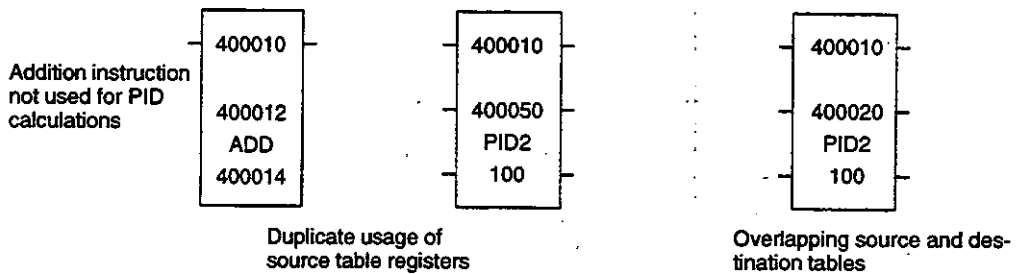 Addition instruction
not used for PID
calculations
400010
400012
ADD
400014
400010
400050
PID2
100
Duplicate usage of
source table registers
400010
400020
PID2
100
Overlapping source and des-
tination tables